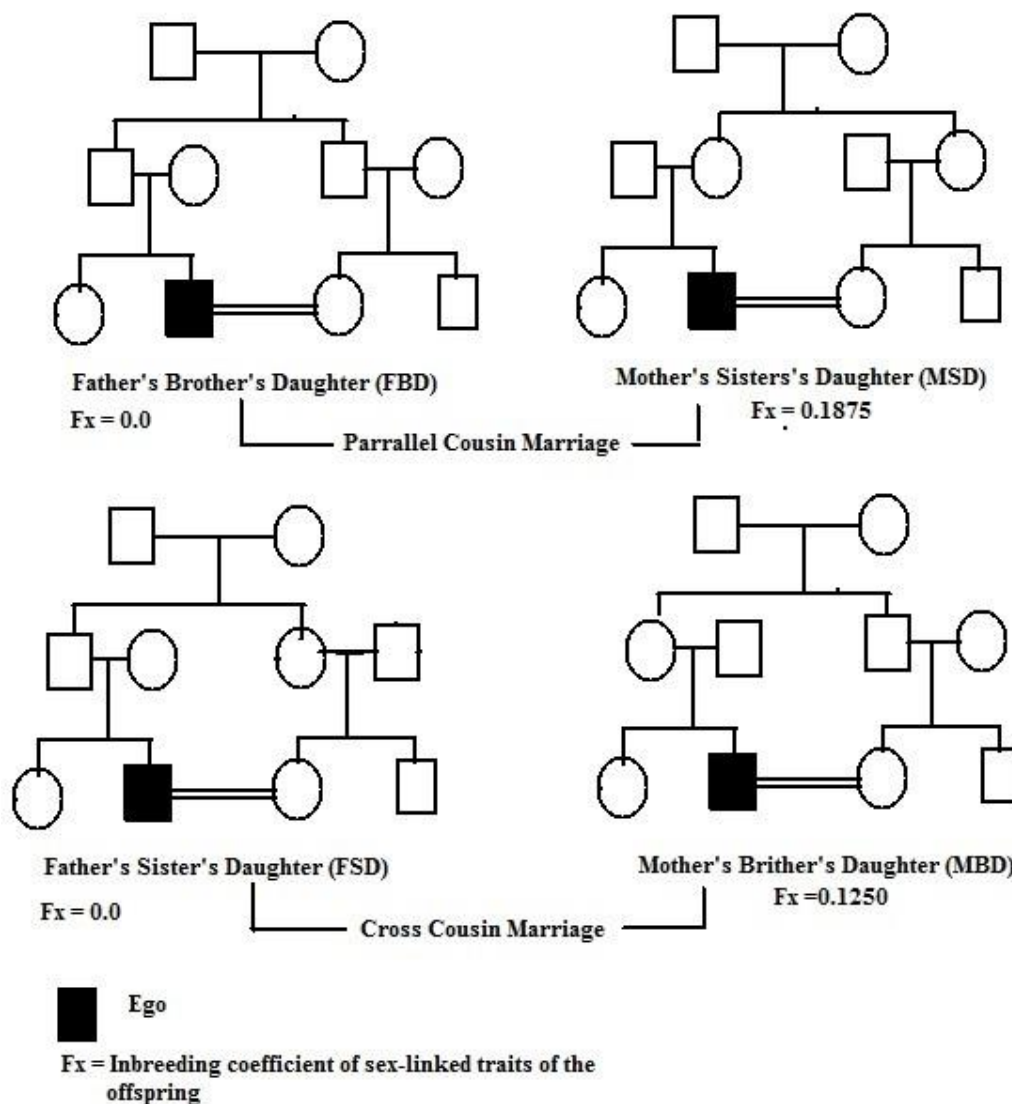 Father's Brother's Daughter (FBD)
Fx = 0.0
Mother's Sisters's Daughter (MSD)
Fx = 0.1875
Parrallel Cousin Marriage
Father's Sister's Daughter (FSD)
Fx = 0.0
Mother's Brither's Daughter (MBD)
Fx =0.1250
Cross Cousin Marriage
Ego
Fx = Inbreeding coefficient of sex-linked traits of the
offspring